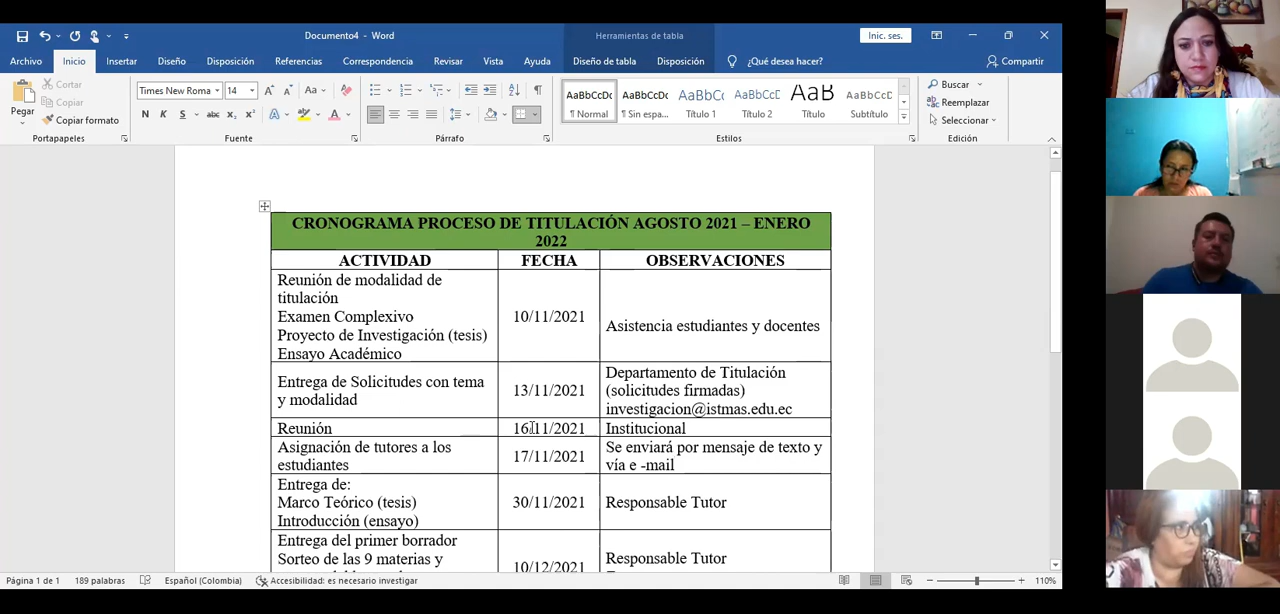 Documento4 - Word
Herramientas de tabla
Inic. ses.
Archivo Inicio Insertar Diseño Disposición Referencias Correspondencia Revisar Vista Ayuda Diseño de tabla Disposición ¿Qué desea hacer? Compartir
Pegar
Cortar
Copiar
Copiar formato
Portapapeles
Times New Roma 14
Aa
N K S abc x₂ x²
Fuente
Párrafo
AaBbCcDc AaBbCcDc AaBbCc AaBbCcD AaB AaBbCcD
¶ Normal ¶ Sin espa... Título 1 Título 2 Título Subtítulo
Estilos
Buscar
Reemplazar
Seleccionar
Edición
CRONOGRAMA PROCESO DE TITULACIÓN AGOSTO 2021 – ENERO
2022
ACTIVIDAD FECHA OBSERVACIONES
Reunión de modalidad de
titulación
Examen Complexivo
Proyecto de Investigación (tesis)
Ensayo Académico
10/11/2021
Asistencia estudiantes y docentes
Entrega de Solicitudes con tema
y modalidad
13/11/2021
Departamento de Titulación
(solicitudes firmadas)
investigacion@istmas.edu.ec
Reunión 16/11/2021 Institucional
Asignación de tutores a los
estudiantes
17/11/2021
Se enviará por mensaje de texto y
vía e -mail
Entrega de:
Marco Teórico (tesis)
Introducción (ensayo)
30/11/2021
Responsable Tutor
Entrega del primer borrador
Sorteo de las 9 materias y
10/12/2021
Responsable Tutor
Página 1 de 1 189 palabras Español (Colombia) Accesibilidad: es necesario investigar 110%